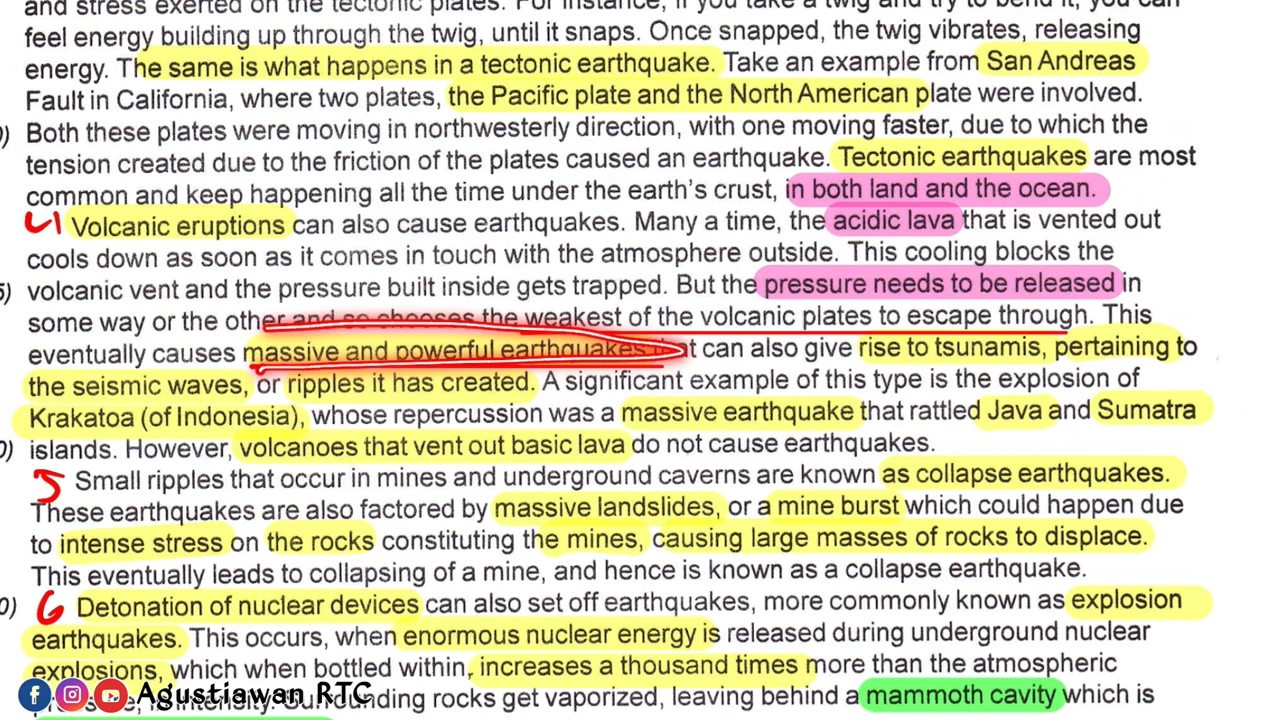 and stress exerted on the tectonic plates. For instance, if you take a twig and try to bend it, you can
feel energy building up through the twig, until it snaps. Once snapped, the twig vibrates, releasing
energy. The same is what happens in a tectonic earthquake. Take an example from San Andreas
Fault in California, where two plates, the Pacific plate and the North American plate were involved.
0) Both these plates were moving in northwesterly direction, with one moving faster, due to which the
tension created due to the friction of the plates caused an earthquake. Tectonic earthquakes are most
common and keep happening all the time under the earth's crust, in both land and the ocean.
4 Volcanic eruptions can also cause earthquakes. Many a time, the acidic lava that is vented out
cools down as soon as it comes in touch with the atmosphere outside. This cooling blocks the
5) volcanic vent and the pressure built inside gets trapped. But the pressure needs to be released in
some way or the other and so chooses the weakest of the volcanic plates to escape through. This
eventually causes massive and powerful earthquakes that can also give rise to tsunamis, pertaining to
the seismic waves, or ripples it has created. A significant example of this type is the explosion of
Krakatoa (of Indonesia), whose repercussion was a massive earthquake that rattled Java and Sumatra
0) islands. However, volcanoes that vent out basic lava do not cause earthquakes.
5 Small ripples that occur in mines and underground caverns are known as collapse earthquakes.
These earthquakes are also factored by massive landslides, or a mine burst which could happen due
to intense stress on the rocks constituting the mines, causing large masses of rocks to displace.
This eventually leads to collapsing of a mine, and hence is known as a collapse earthquake.
0) 6 Detonation of nuclear devices can also set off earthquakes, more commonly known as explosion
earthquakes. This occurs, when enormous nuclear energy is released during underground nuclear
explosions, which when bottled within, increases a thousand times more than the atmospheric
rocks get vaporized, leaving behind a mammoth cavity which is
Agustiawan RTC